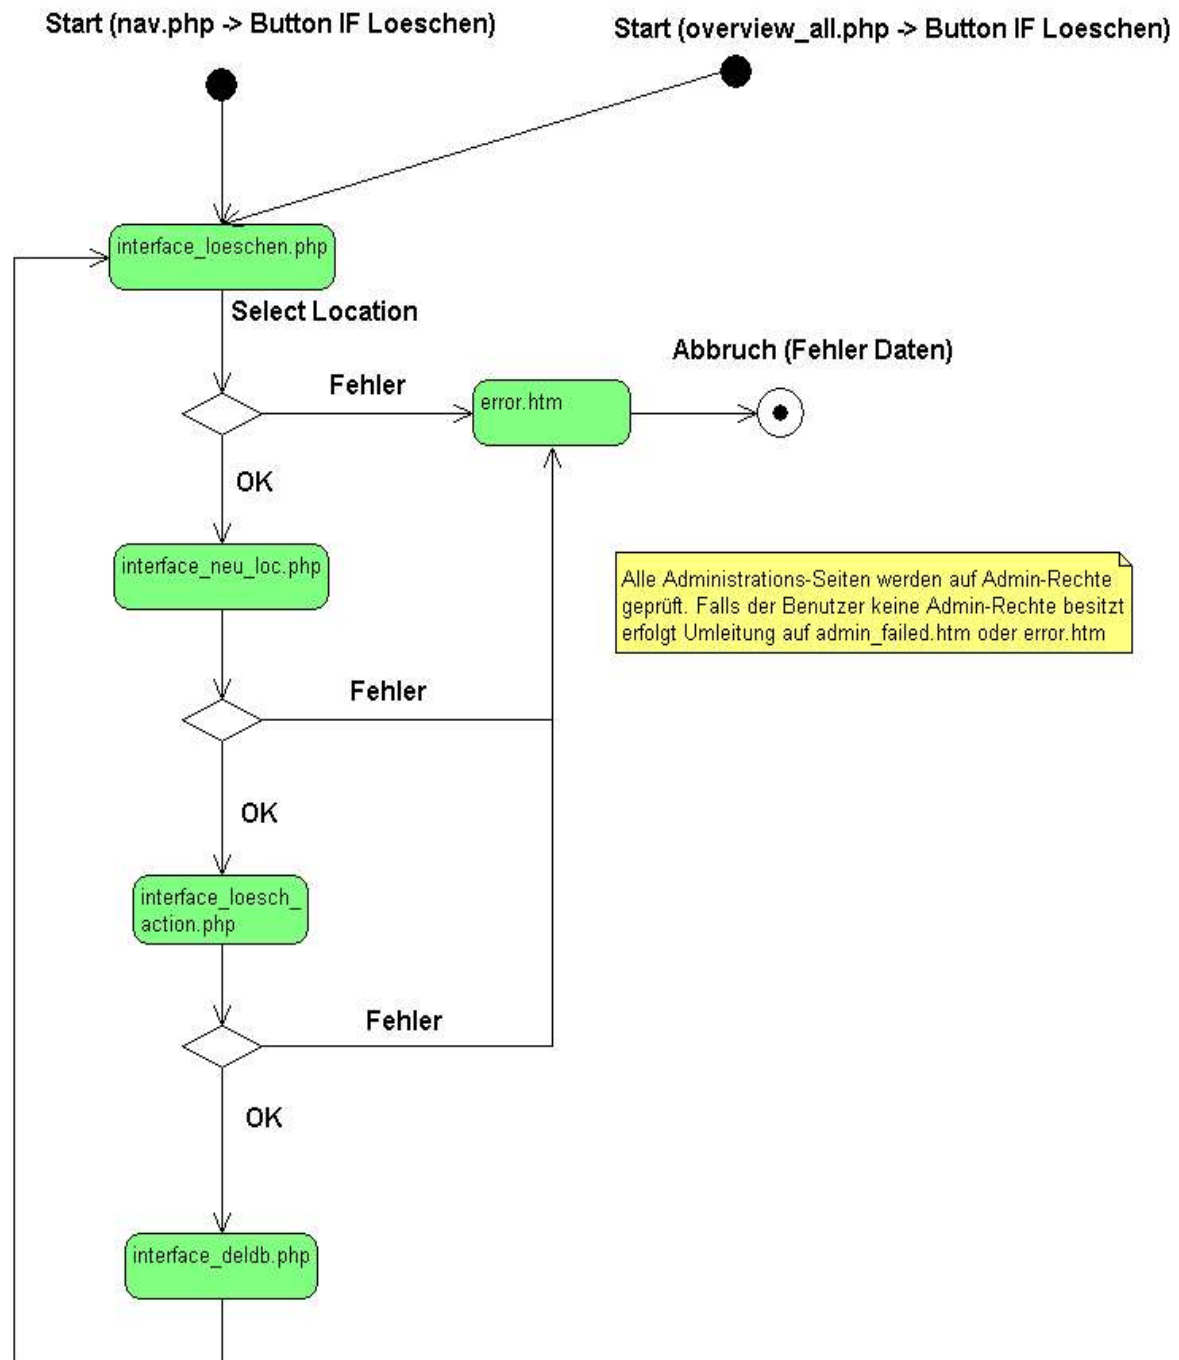 Start (nav.php -> Button IF Loeschen)
Start (overview_all.php -> Button IF Loeschen)
interface_loeschen.php
Select Location
Abbruch (Fehler Daten)
Fehler
error.htm
OK
interface_neu_loc.php
Alle Administrations-Seiten werden auf Admin-Rechte
geprüft. Falls der Benutzer keine Admin-Rechte besitzt
erfolgt Umleitung auf admin_failed.htm oder error.htm
Fehler
OK
interface_loesch_
action.php
Fehler
OK
interface_deldb.php